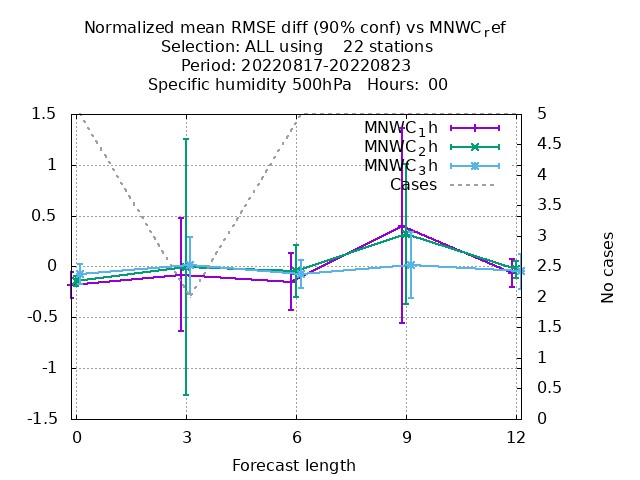 Normalized mean RMSE diff (90% conf) vs MNWC_ref
Selection: ALL using    22 stations
Period: 20220817-20220823
Specific humidity 500hPa   Hours:  00
MNWC_1h
MNWC_2h
MNWC_3h
Cases
1.5
1
0.5
0
-0.5
-1
-1.5
5
4.5
4
3.5
3
2.5
2
1.5
1
0.5
0
No cases
0 3 6 9 12
Forecast length